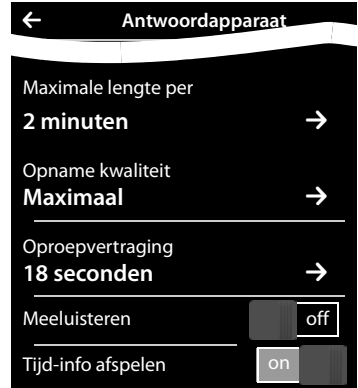 Antwoordapparaat
Maximale lengte per
2 minuten
Opname kwaliteit
Maximaal
Oproepvertraging
18 seconden
Meeluisteren off
Tijd-info afspelen on